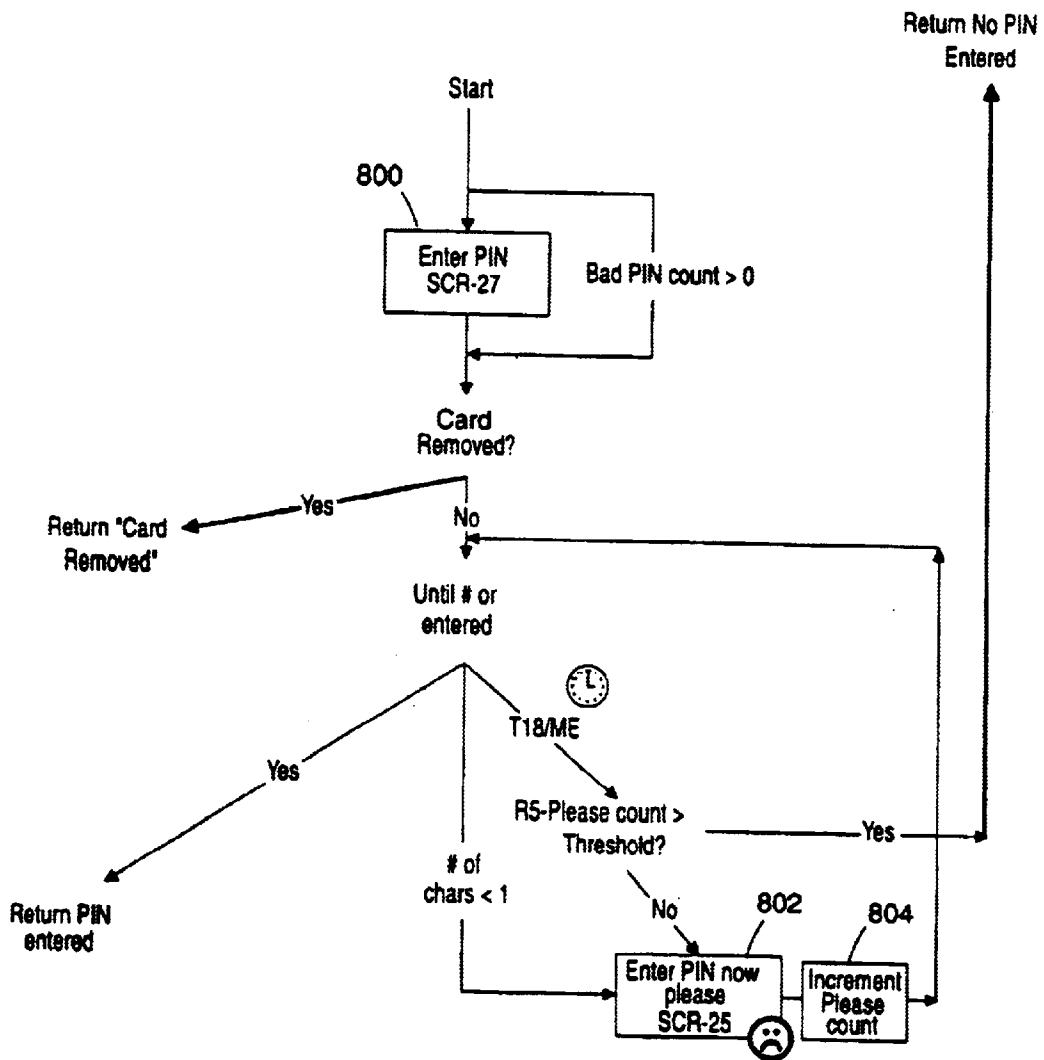 Return No PIN
Entered
Start
800
Enter PIN
SCR-27
Bad PIN count > 0
Card
Removed?
Yes
No
Return "Card
Removed"
Until # or
entered
T18/ME
Yes
R5-Please count >
Threshold?
Yes
# of
chars < 1
No
Return PIN
entered
802
804
Enter PIN now
please
SCR-25
Increment
Please
count